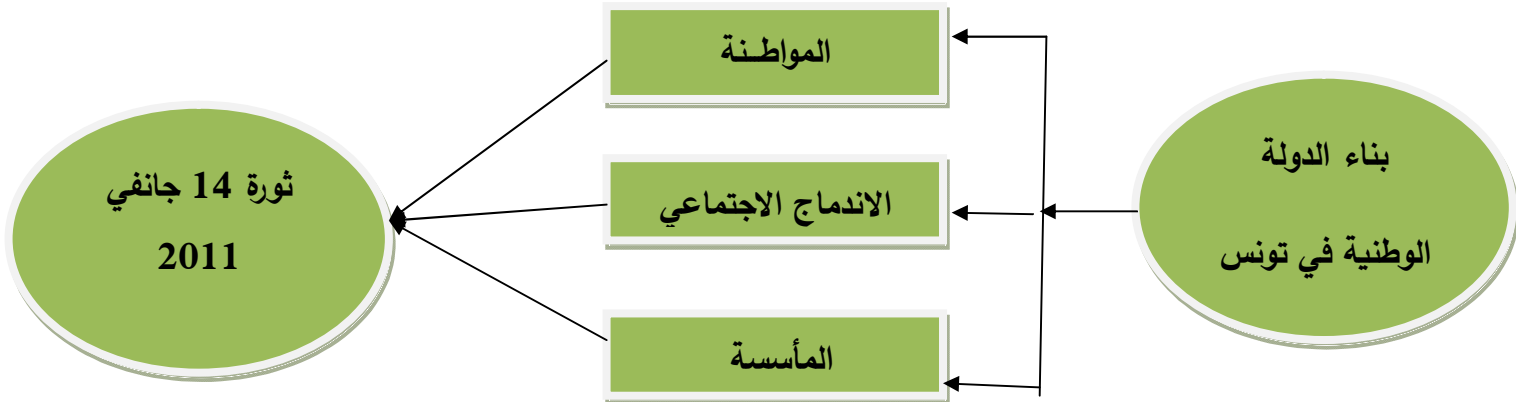 بناء الدولة
الوطنية في تونس
المواطـنة
الاندماج الاجتماعي
المأسسة
ثورة 14 جانفي
2011